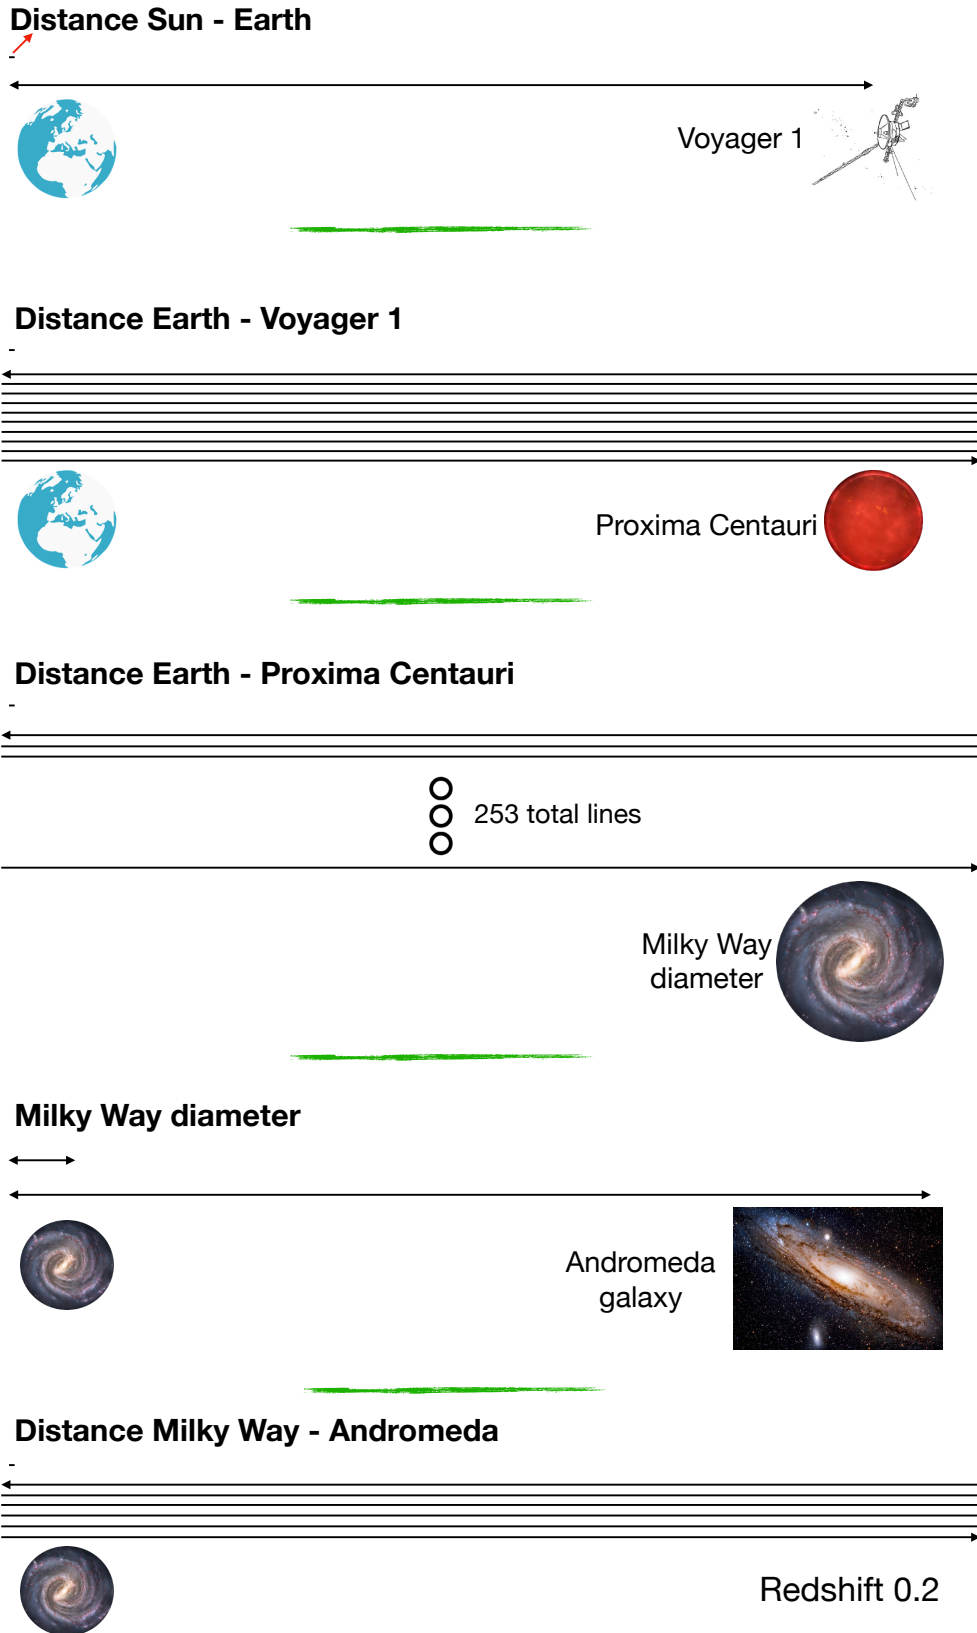 Distance Sun - Earth
Voyager 1
Distance Earth - Voyager 1
Proxima Centauri
Distance Earth - Proxima Centauri
253 total lines
Milky Way
diameter
Milky Way diameter
Andromeda
galaxy
Distance Milky Way - Andromeda
Redshift 0.2